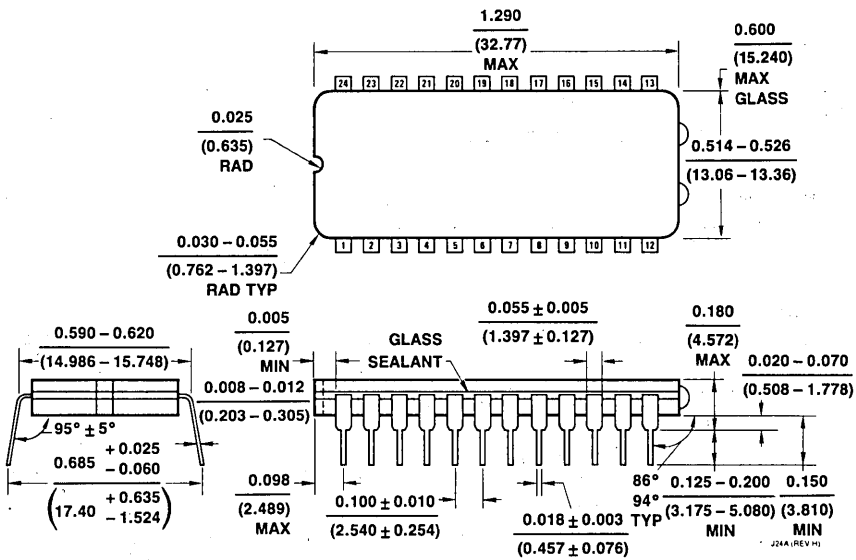 1.290
(32.77)
MAX
0.600
(15.240)
MAX
GLASS
24 23 22 21 20 19 18 17 16 15 14 13
0.025
(0.635)
RAD
0.514 – 0.526
(13.06 – 13.36)
0.030 – 0.055
(0.762 – 1.397)
RAD TYP
1 2 3 4 5 6 7 8 9 10 11 12
0.590 – 0.620
(14.986 – 15.748)
0.005
(0.127)
MIN
GLASS
SEALANT
0.055 ± 0.005
(1.397 ± 0.127)
0.180
(4.572)
MAX
0.020 – 0.070
(0.508 – 1.778)
0.008 – 0.012
(0.203 – 0.305)
95° ± 5°
0.685 + 0.025 – 0.060
(17.40 + 0.635 – 1.524)
0.098
(2.489)
MAX
0.100 ± 0.010
(2.540 ± 0.254)
0.018 ± 0.003
(0.457 ± 0.076)
86°
94°
TYP
0.125 – 0.200
(3.175 – 5.080)
MIN
0.150
(3.810)
MIN
J24A (REV H)